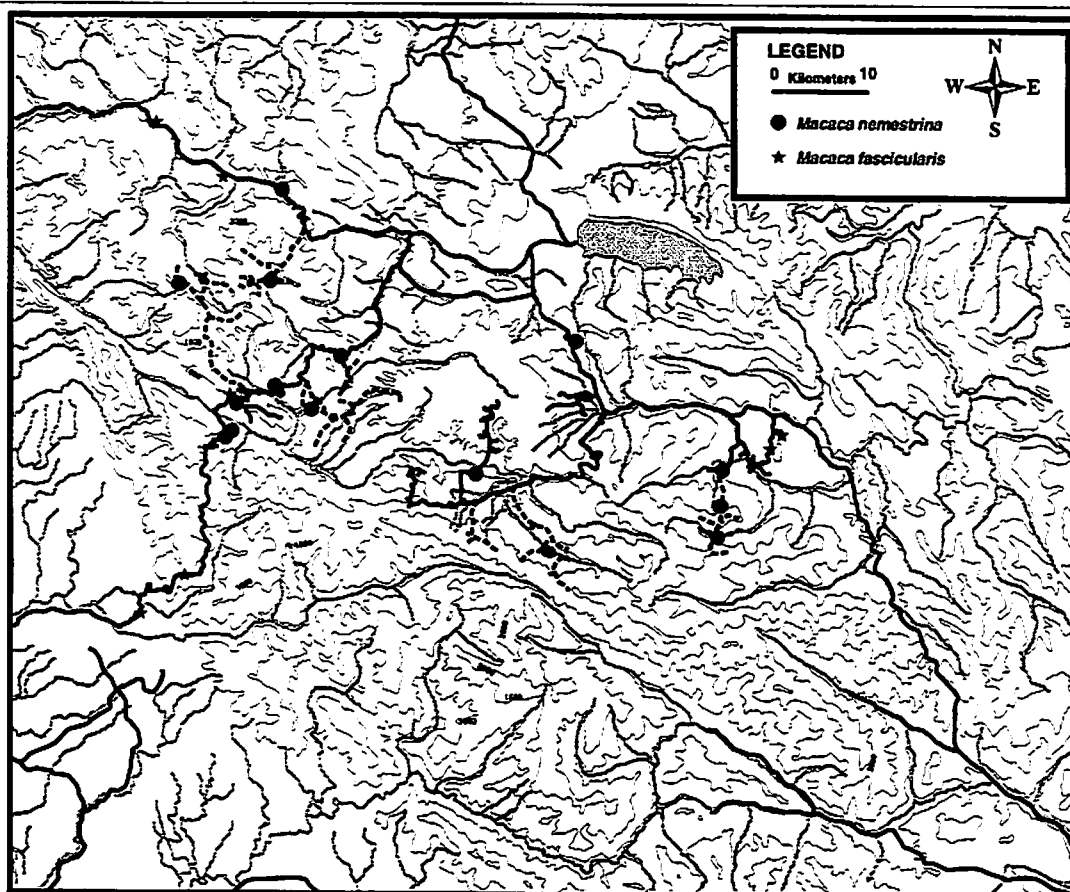 LEGEND
0 Kilometers 10
N
W E
S
Macaca nemestrina
Macaca fascicularis